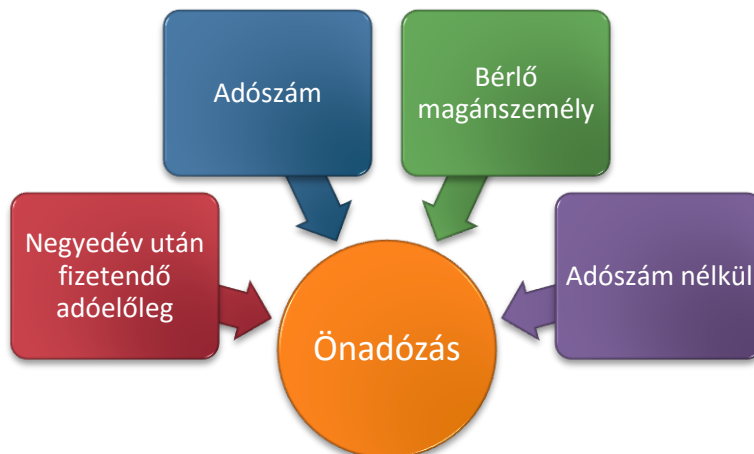 Adószám
Bérlő
magánszemély
Negyedév után
fizetendő
adóelőleg
Adószám nélkül
Önadózás